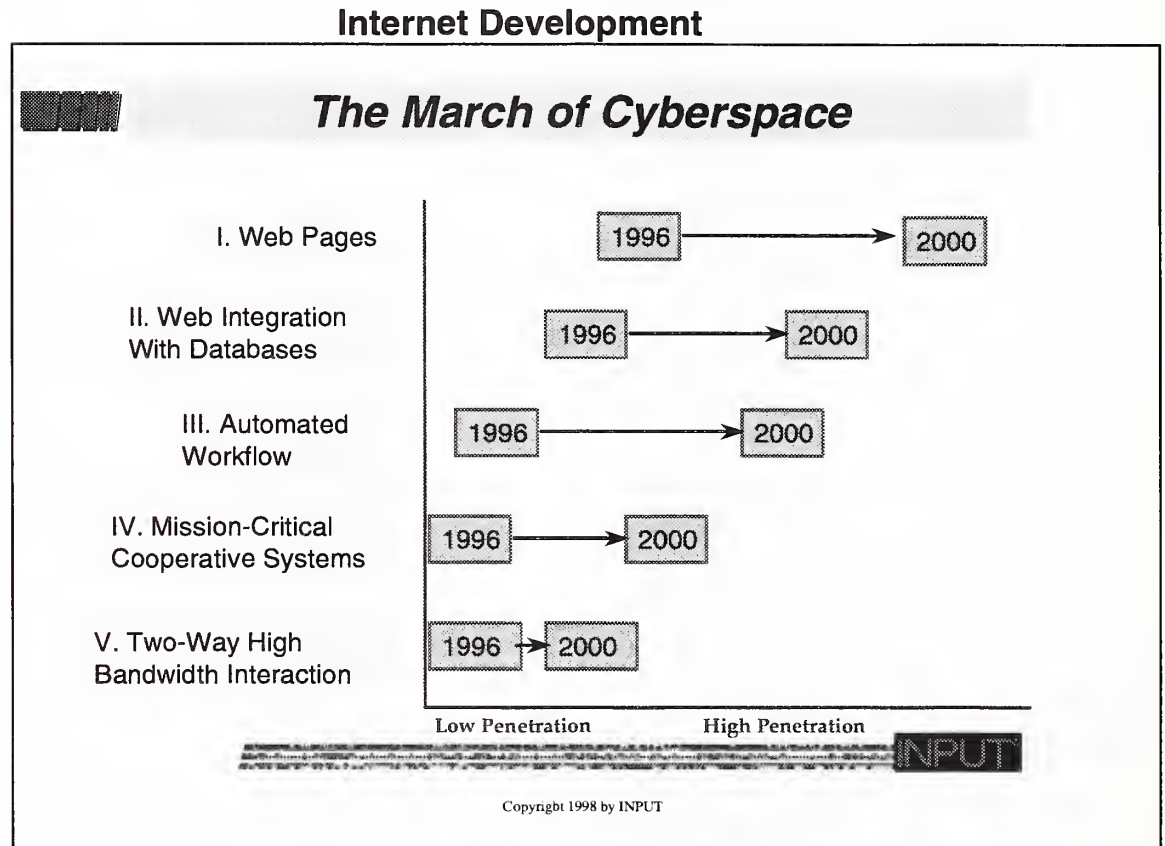 Internet Development
The March of Cyberspace
I. Web Pages
1996
2000
II. Web Integration
With Databases
1996
2000
III. Automated
Workflow
1996
2000
IV. Mission-Critical
Cooperative Systems
1996
2000
V. Two-Way High
Bandwidth Interaction
1996
2000
Low Penetration
High Penetration
INPUT
Copyright 1998 by INPUT